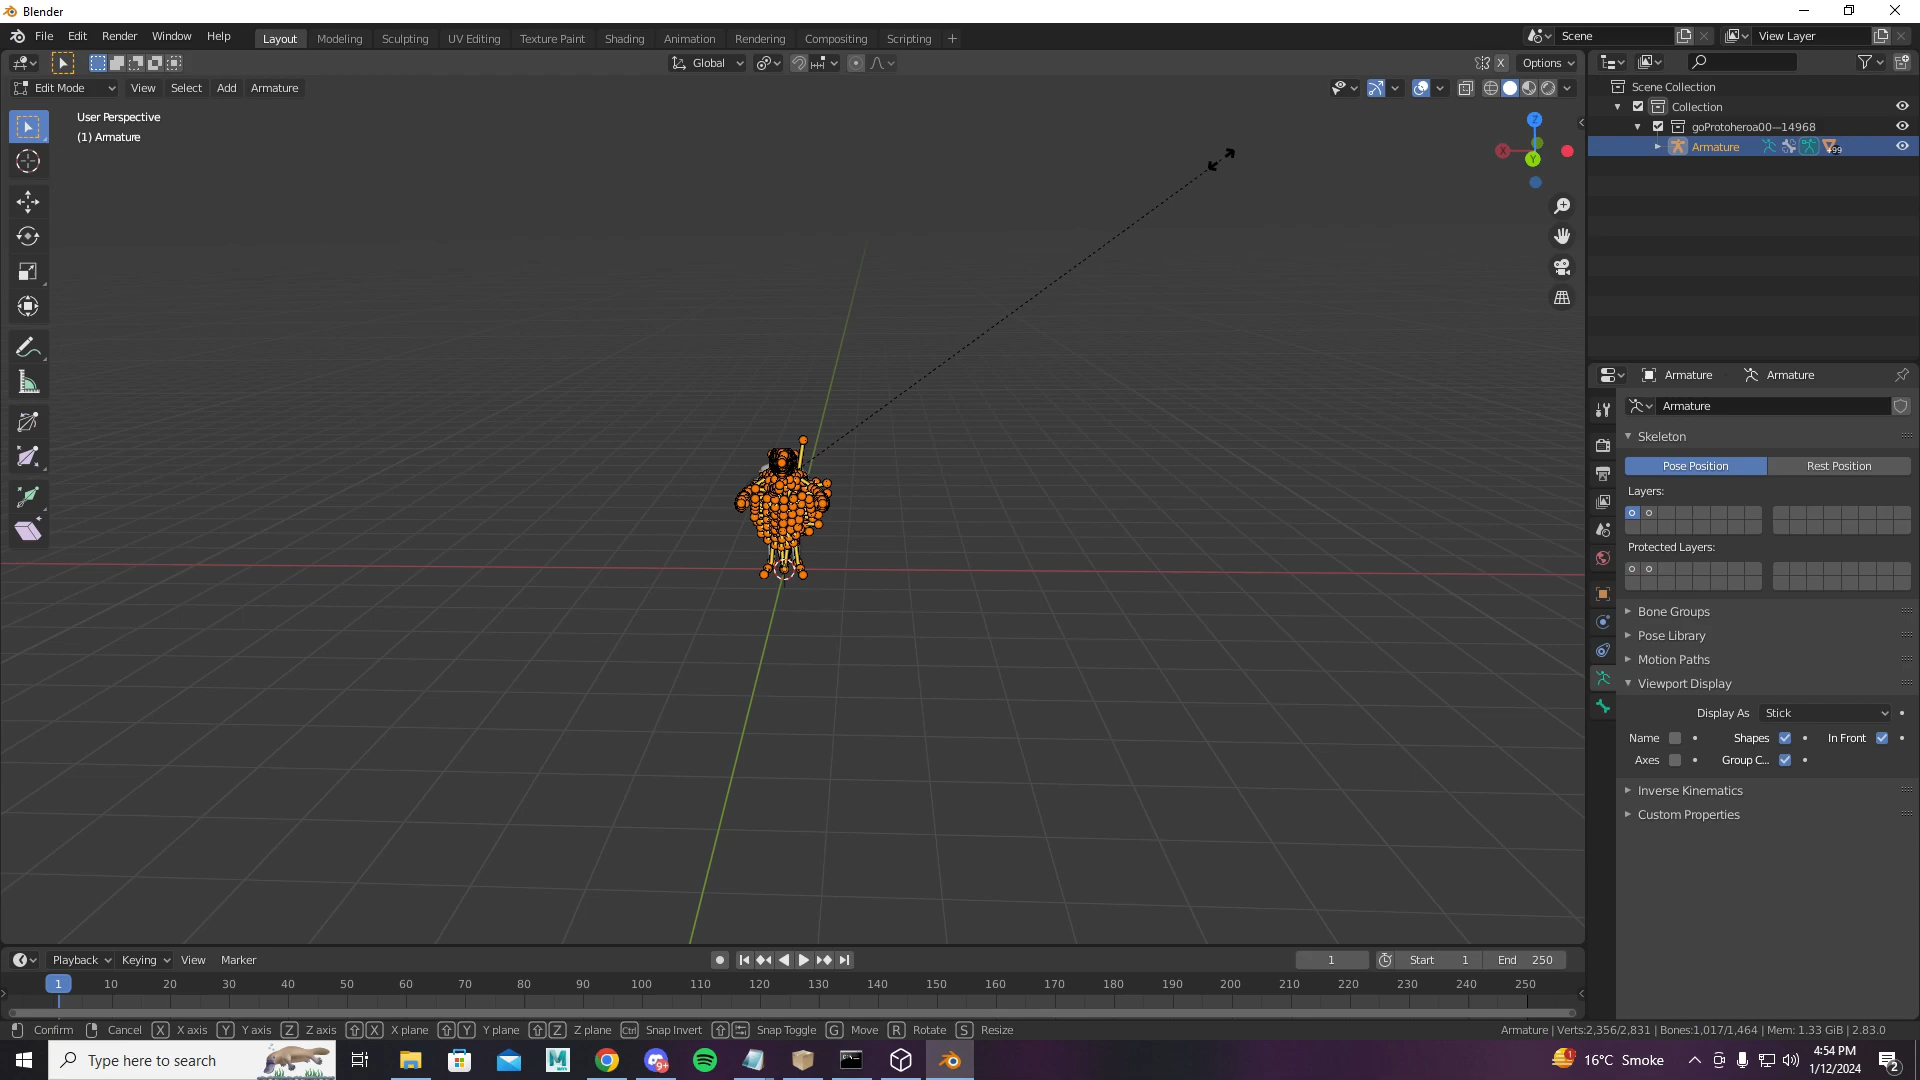 Blender
File Edit Render Window Help
Layout Modeling Sculpting UV Editing Texture Paint Shading Animation Rendering Compositing Scripting +
Scene
View Layer
Global
X
Options
Edit Mode View Select Add Armature
User Perspective
(1) Armature
Z
X
Y
Scene Collection
Collection
goProtoheroa00—14968
Armature
+99
Armature Armature
Armature
Skeleton
Pose Position Rest Position
Layers:
Protected Layers:
Bone Groups
Pose Library
Motion Paths
Viewport Display
Display As Stick
Name Shapes In Front
Axes Group C...
Inverse Kinematics
Custom Properties
Playback Keying View Marker
1 Start 1 End 250
1 10 20 30 40 50 60 70 80 90 100 110 120 130 140 150 160 170 180 190 200 210 220 230 240 250
Confirm Cancel X X axis Y Y axis Z Z axis X X plane Y Y plane Z Z plane Ctrl Snap Invert Snap Toggle G Move R Rotate S Resize
Armature | Verts:2,356/2,831 | Bones:1,017/1,464 | Mem: 1.33 GiB | 2.83.0
Type here to search
9+
16°C Smoke
4:54 PM
1/12/2024
2